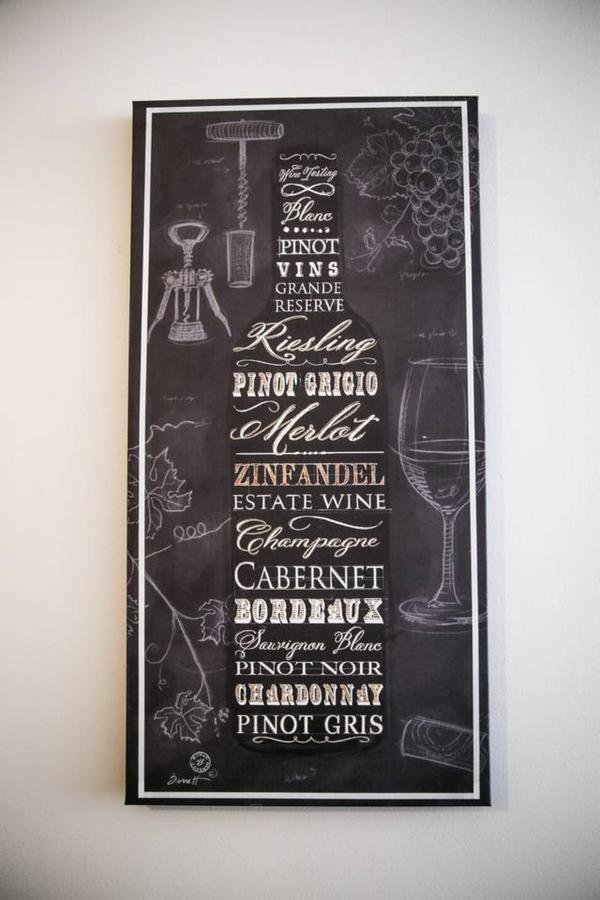 Wine Tasting
Blanc
PINOT
VINS
GRANDE
RESERVE
Riesling
PINOT GRIGIO
Merlot
ZINFANDEL
ESTATE WINE
Champagne
CABERNET
BORDEAUX
Sauvignon Blanc
PINOT NOIR
CHARDONNAY
PINOT GRIS